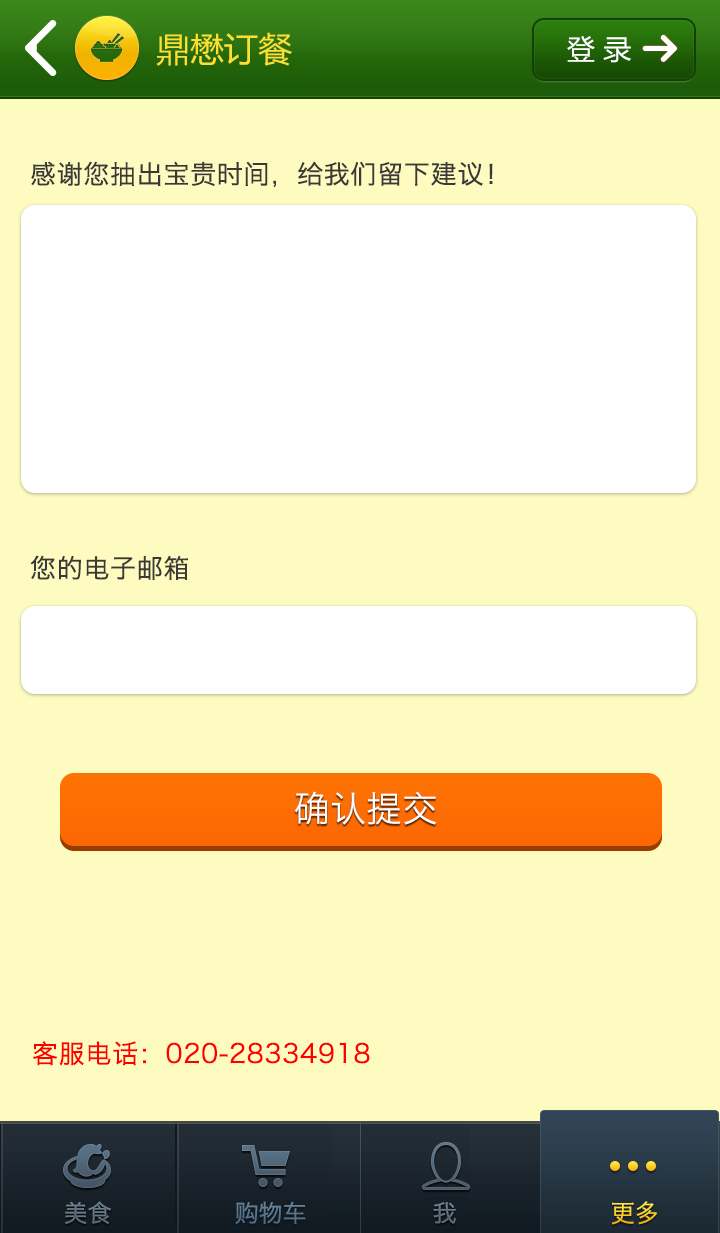 鼎懋订餐
登录
感谢您抽出宝贵时间，给我们留下建议！
您的电子邮箱
确认提交
客服电话：020-28334918
美食
购物车
我
更多